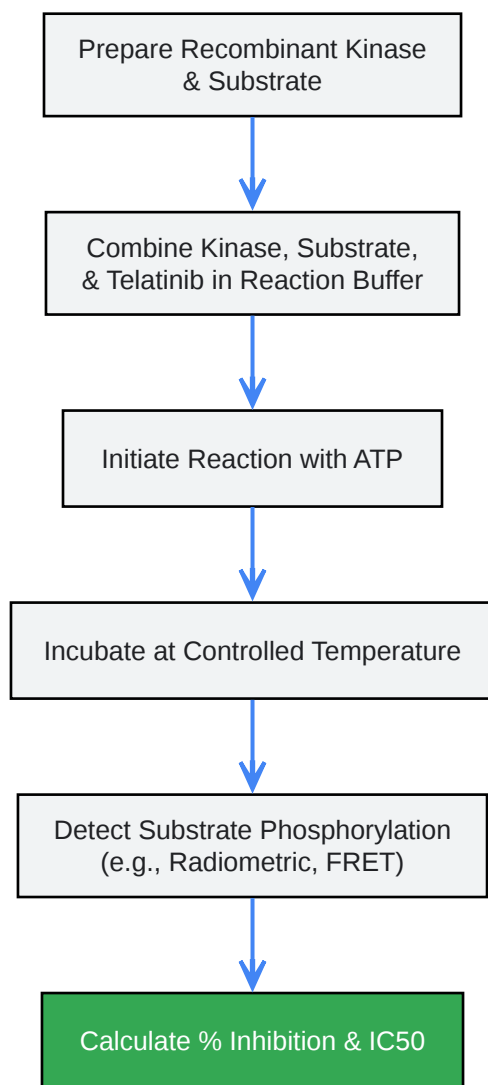 Prepare Recombinant Kinase
& Substrate
Combine Kinase, Substrate,
& Telatinib in Reaction Buffer
Initiate Reaction with ATP
Incubate at Controlled Temperature
Detect Substrate Phosphorylation
(e.g., Radiometric, FRET)
Calculate % Inhibition & IC50